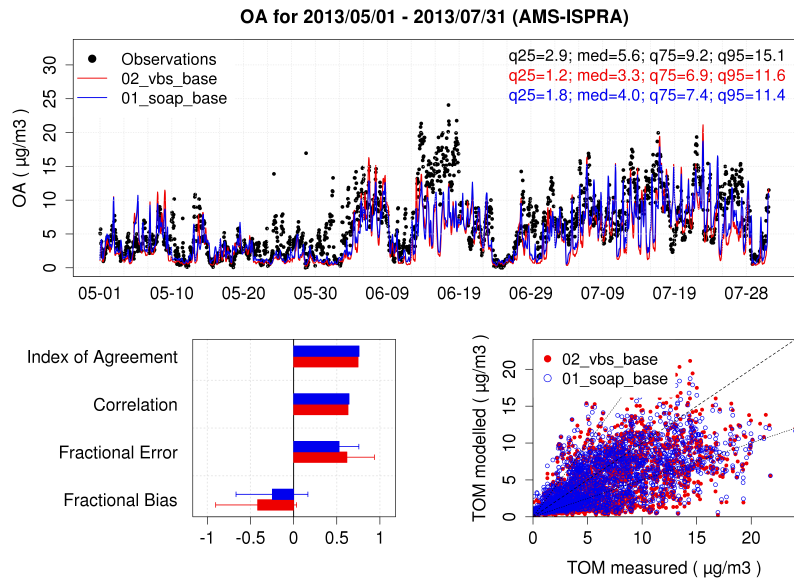 OA for 2013/05/01 - 2013/07/31 (AMS-ISPRA)
OA ( µg/m3 )
30
25
20
15
10
5
0
Observations
02_vbs_base
01_soap_base
q25=2.9; med=5.6; q75=9.2; q95=15.1
q25=1.2; med=3.3; q75=6.9; q95=11.6
q25=1.8; med=4.0; q75=7.4; q95=11.4
05-01 05-10 05-20 05-30 06-09 06-19 06-29 07-09 07-19 07-28
Index of Agreement
Correlation
Fractional Error
Fractional Bias
-1 -0.5 0 0.5 1
TOM modelled ( µg/m3 )
20
15
10
5
0
02_vbs_base
01_soap_base
0 5 10 15 20
TOM measured ( µg/m3 )